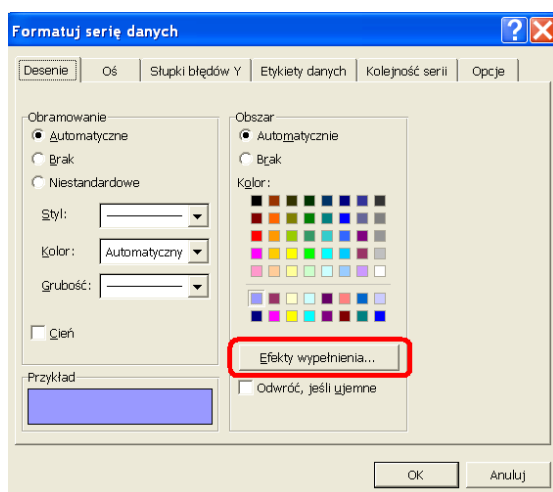 Formatuj serię danych
Desenie Oś Słupki błędów Y Etykiety danych Kolejność serii Opcje
Obramowanie
Automatyczne
Brak
Niestandardowe
Styl:
Kolor: Automatyczny
Grubość:
Cień
Przykład
Obszar
Automatycznie
Brak
Kolor:
Efekty wypełnienia...
Odwróć, jeśli ujemne
OK Anuluj